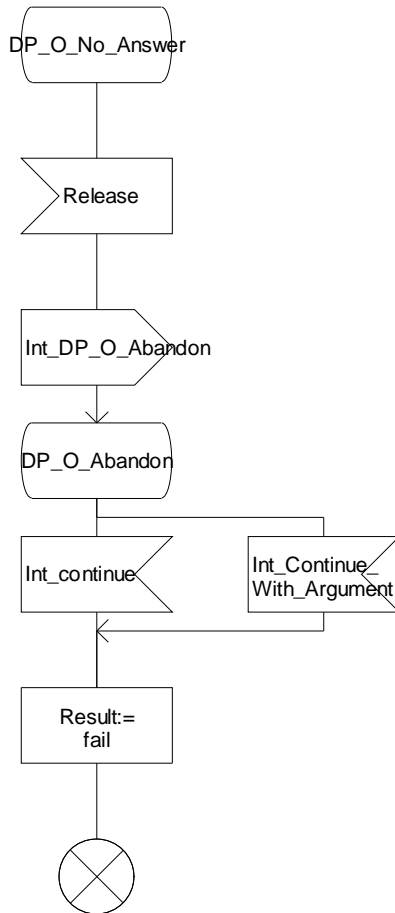 DP_O_No_Answer
Release
Int_DP_O_Abandon
DP_O_Abandon
Int_continue
Int_Continue_
With_Argument
Result:=
fail